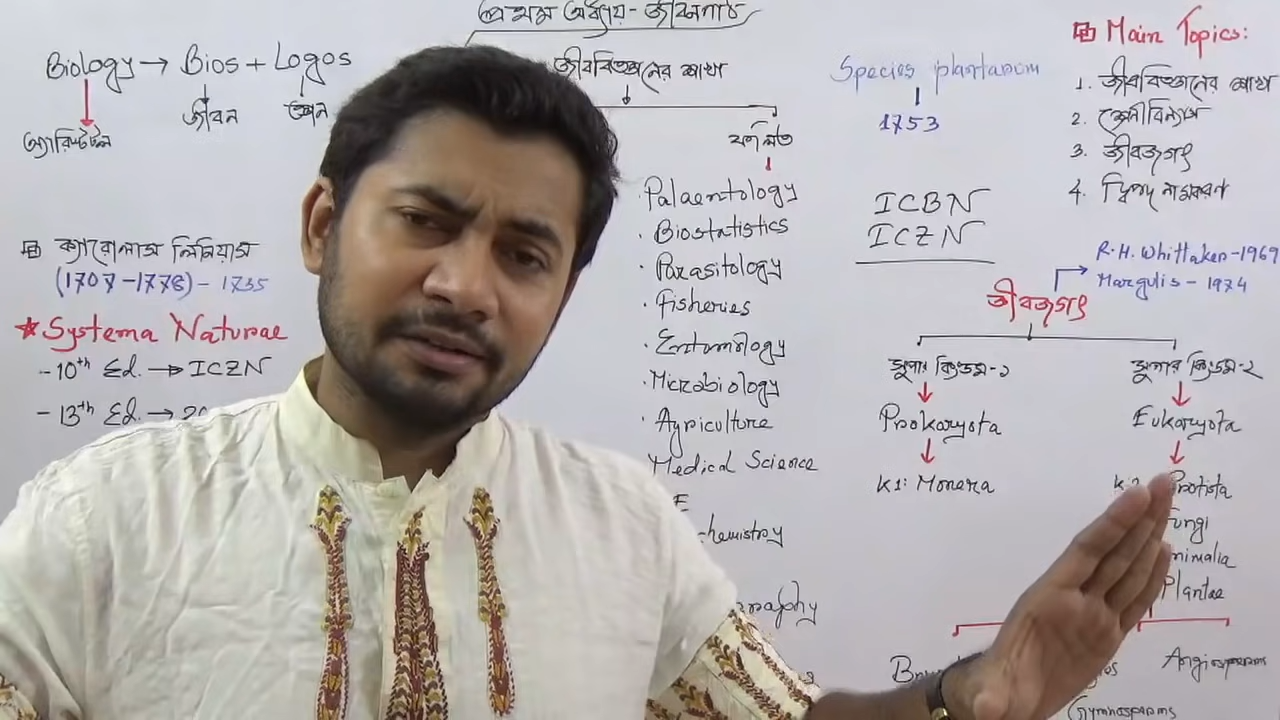 প্রথম অধ্যায়- জীবনপাঠ
Biology → Bios + Logos
অ্যারিস্টটল
জীবন
জ্ঞান
জীববিজ্ঞানের শাখা
ফলিত
Palaentology
Biostatistics
Parasitology
Fisheries
Entomology
Microbiology
Agriculture
Medical Science
Species plantarum
1753
ICBN
ICZN
Main Topics:
1. জীববিজ্ঞানের শাখা
2. শ্রেণীবিন্যাস
3. জীবজগৎ
4. দ্বিপদ নামকরণ
ক্যারোলাস লিনিয়াস
(1707-1778) - 1735
Systema Naturae
- 10th Ed. → ICZN
- 13th Ed. →
R.H. Whittaker-1969
Margulis - 1974
জীবজগৎ
সুপার কিংডম-১
Prokaryota
K1: Monera
সুপার কিংডম-২
Eukaryota
Protista
Fungi
nimalia
Plantae
Angiosperms
Gymnosperms